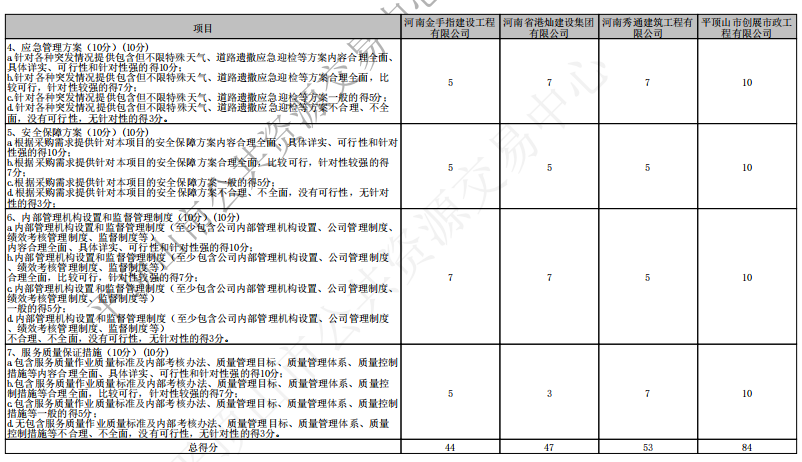 项目
河南金手指建设工程有限公司
河南省港灿建设集团有限公司
河南秀通建筑工程有限公司
平顶山市创展市政工程有限公司
4、应急管理方案（10分）(10分)
a.针对各种突发情况提供包含但不限特殊天气、道路遗撒应急迎检等方案内容合理全面、
具体详实、可行性和针对性强的得10分；
b.针对各种突发情况提供包含但不限特殊天气、道路遗撒应急迎检等方案合理全面，比
较可行，针对性较强的得7分；
c.针对各种突发情况提供包含但不限特殊天气、道路遗撒应急迎检等方案一般的得5分；
d.针对各种突发情况提供包含但不限特殊天气、道路遗撒应急迎检等方案不合理、不全
面，没有可行性，无针对性的得3分。
5 7 7 10
5、安全保障方案（10分）(10分)
a.根据采购需求提供针对本项目的安全保障方案内容合理全面、具体详实、可行性和针对
性强的得10分；
b.根据采购需求提供针对本项目的安全保障方案合理全面，比较可行，针对性较强的得
7分；
c.根据采购需求提供针对本项目的安全保障方案一般的得5分；
d.根据采购需求提供针对本项目的安全保障方案不合理、不全面，没有可行性，无针对
性的得3分；
5 5 5 10
6、内部管理机构设置和监督管理制度（10分）(10分)
a.内部管理机构设置和监督管理制度（至少包含公司内部管理机构设置、公司管理制度、
绩效考核管理制度、监督制度等）
内容合理全面、具体详实、可行性和针对性强的得10分；
b.内部管理机构设置和监督管理制度（至少包含公司内部管理机构设置、公司管理制度
、绩效考核管理制度、监督制度等）
合理全面，比较可行，针对性较强的得7分；
c.内部管理机构设置和监督管理制度（至少包含公司内部管理机构设置、公司管理制度、
绩效考核管理制度、监督制度等）
一般的得5分；
d.内部管理机构设置和监督管理制度（至少包含公司内部管理机构设置、公司管理制度
、绩效考核管理制度、监督制度等）
不合理、不全面，没有可行性，无针对性的得3分。
7 7 5 10
7、服务质量保证措施（10分）(10分)
a.包含服务质量作业质量标准及内部考核办法、质量管理目标、质量管理体系、质量控制
措施等内容合理全面、具体详实、可行性和针对性强的得10分；
b.包含服务质量作业质量标准及内部考核办法、质量管理目标、质量管理体系、质量控
制措施等合理全面，比较可行，针对性较强的得7分；
c.包含服务质量作业质量标准及内部考核办法、质量管理目标、质量管理体系、质量控制
措施等一般的得5分；
d.无包含服务质量作业质量标准及内部考核办法、质量管理目标、质量管理体系、质量
控制措施等不合理、不全面，没有可行性，无针对性的得3分。
5 3 7 10
总得分 44 47 53 84
平顶山市公共资源交易中心